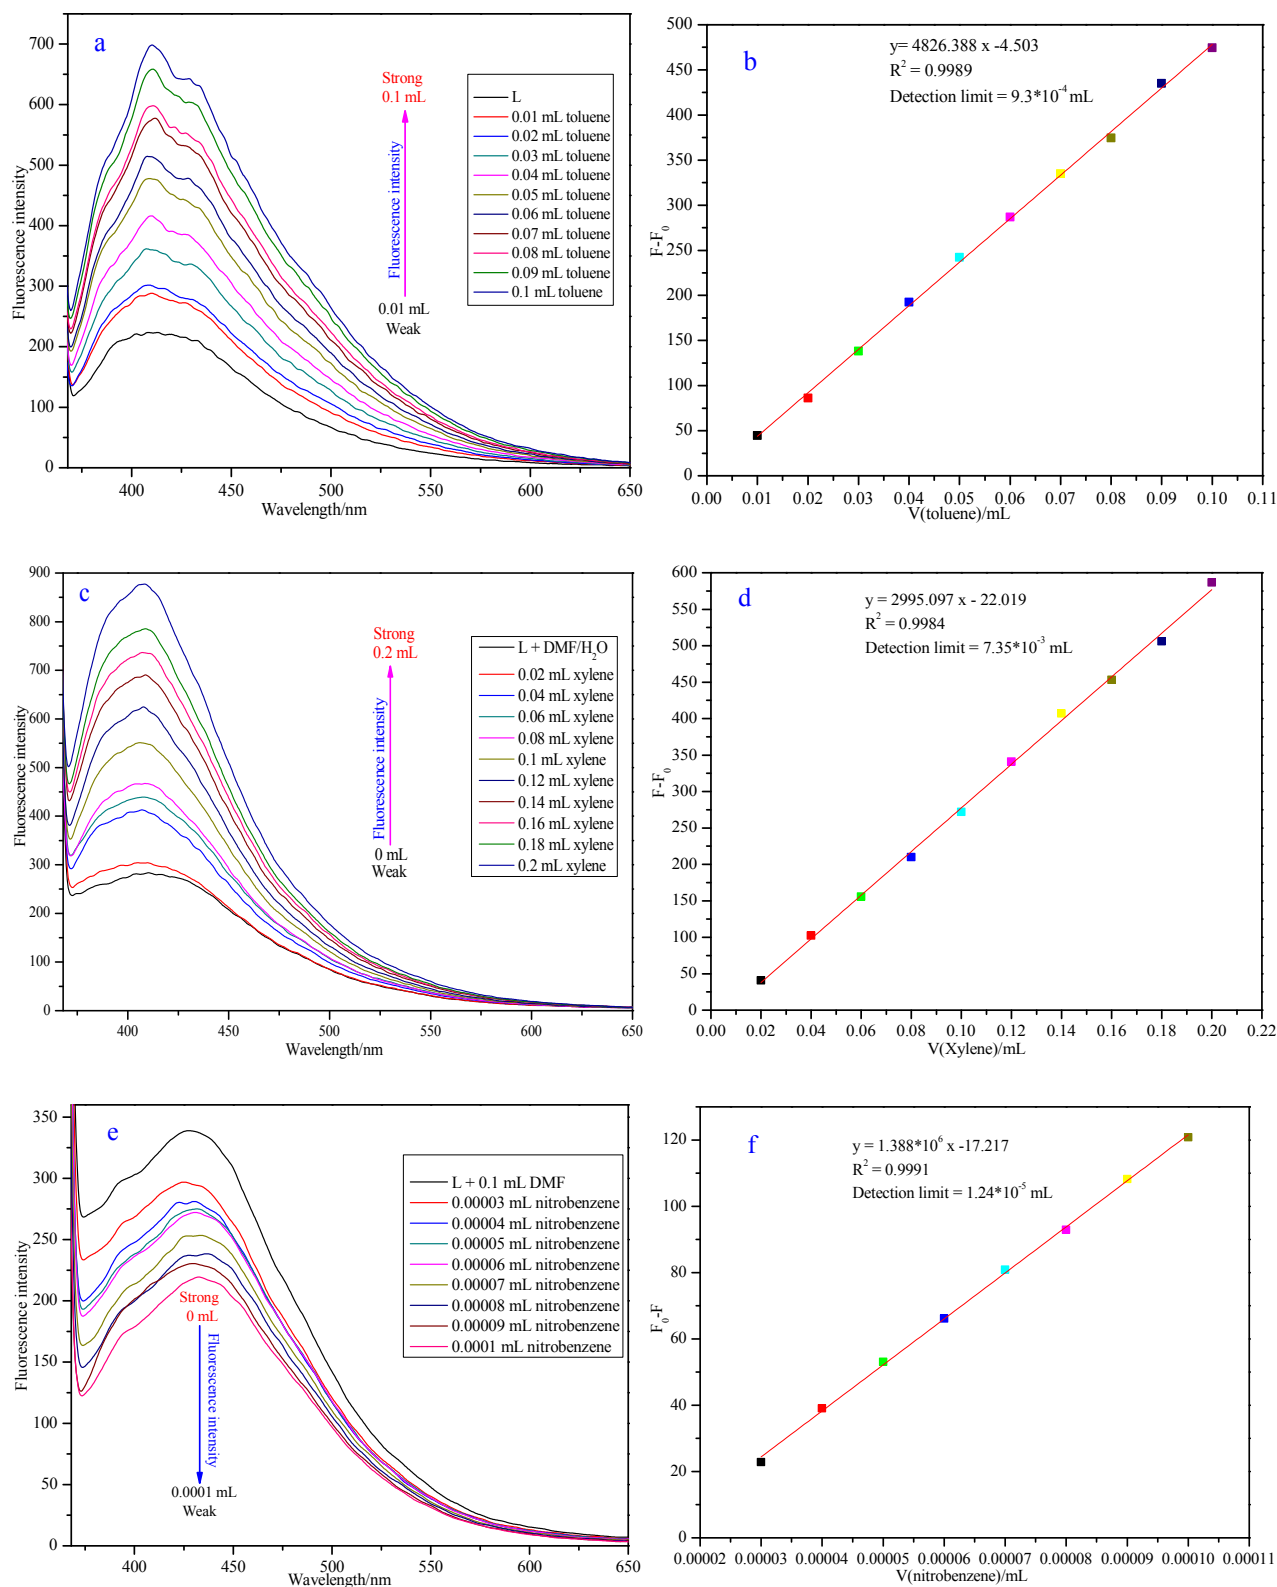 a
Strong
0.1 mL
Fluorescence intensity
0.01 mL
Weak
L
0.01 mL toluene
0.02 mL toluene
0.03 mL toluene
0.04 mL toluene
0.05 mL toluene
0.06 mL toluene
0.07 mL toluene
0.08 mL toluene
0.09 mL toluene
0.1 mL toluene
Fluorescence intensity
700
600
500
400
300
200
100
0
400 450 500 550 600 650
Wavelength/nm
b
y= 4826.388 x -4.503
R² = 0.9989
Detection limit = 9.3*10⁻⁴ mL
F-F₀
500
450
400
350
300
250
200
150
100
50
0
0.00 0.01 0.02 0.03 0.04 0.05 0.06 0.07 0.08 0.09 0.10 0.11
V(toluene)/mL
c
Strong
0.2 mL
Fluorescence intensity
0 mL
Weak
L + DMF/H₂O
0.02 mL xylene
0.04 mL xylene
0.06 mL xylene
0.08 mL xylene
0.1 mL xylene
0.12 mL xylene
0.14 mL xylene
0.16 mL xylene
0.18 mL xylene
0.2 mL xylene
Fluorescence intensity
900
800
700
600
500
400
300
200
100
0
400 450 500 550 600 650
Wavelength/nm
d
y = 2995.097 x - 22.019
R² = 0.9984
Detection limit = 7.35*10⁻³ mL
F-F₀
600
550
500
450
400
350
300
250
200
150
100
50
0
0.00 0.02 0.04 0.06 0.08 0.10 0.12 0.14 0.16 0.18 0.20 0.22
V(Xylene)/mL
e
L + 0.1 mL DMF
0.00003 mL nitrobenzene
0.00004 mL nitrobenzene
0.00005 mL nitrobenzene
0.00006 mL nitrobenzene
0.00007 mL nitrobenzene
0.00008 mL nitrobenzene
0.00009 mL nitrobenzene
0.0001 mL nitrobenzene
Strong
0 mL
Fluorescence intensity
0.0001 mL
Weak
Fluorescence intensity
350
300
250
200
150
100
50
0
400 450 500 550 600 650
Wavelength/nm
f
y = 1.388*10⁶ x -17.217
R² = 0.9991
Detection limit = 1.24*10⁻⁵ mL
F₀-F
120
100
80
60
40
20
0
0.00002 0.00003 0.00004 0.00005 0.00006 0.00007 0.00008 0.00009 0.00010 0.00011
V(nitrobenzene)/mL